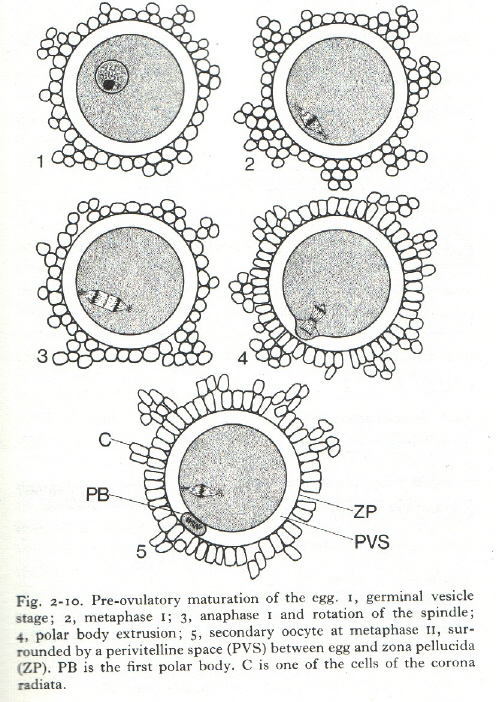 1
2
3
4
C
PB
5
ZP
PVS
Fig. 2-10. Pre-ovulatory maturation of the egg. 1, germinal vesicle
stage; 2, metaphase I; 3, anaphase I and rotation of the spindle;
4, polar body extrusion; 5, secondary oocyte at metaphase II, sur-
rounded by a perivitelline space (PVS) between egg and zona pellucida
(ZP). PB is the first polar body. C is one of the cells of the corona
radiata.